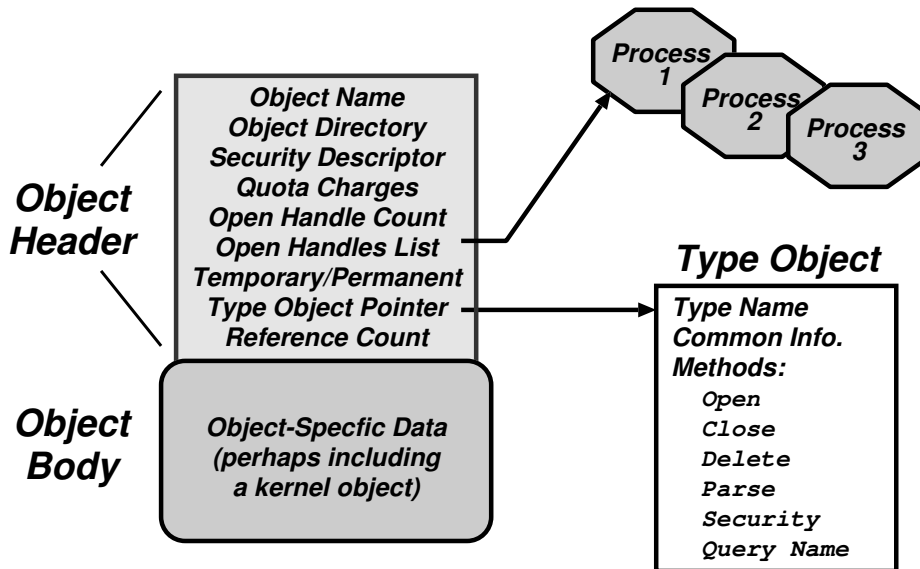 Object
Header
Object Name
Object Directory
Security Descriptor
Quota Charges
Open Handle Count
Open Handles List
Temporary/Permanent
Type Object Pointer
Reference Count
Object
Body
Object-Specfic Data
(perhaps including
a kernel object)
Process
1
Process
2
Process
3
Type Object
Type Name
Common Info.
Methods:
Open
Close
Delete
Parse
Security
Query Name